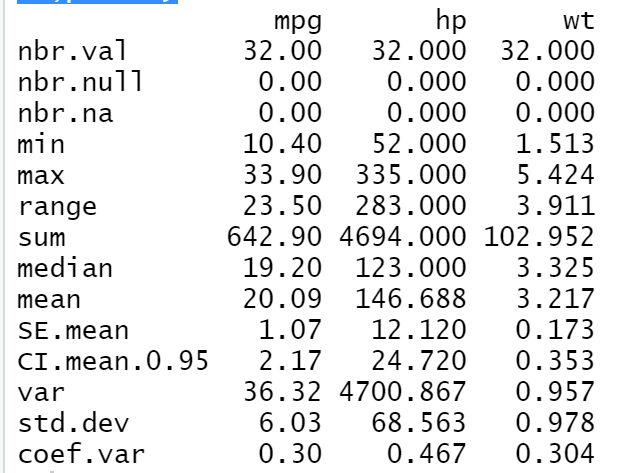 mpg hp wt
nbr.val 32.00 32.000 32.000
nbr.null 0.00 0.000 0.000
nbr.na 0.00 0.000 0.000
min 10.40 52.000 1.513
max 33.90 335.000 5.424
range 23.50 283.000 3.911
sum 642.90 4694.000 102.952
median 19.20 123.000 3.325
mean 20.09 146.688 3.217
SE.mean 1.07 12.120 0.173
CI.mean.0.95 2.17 24.720 0.353
var 36.32 4700.867 0.957
std.dev 6.03 68.563 0.978
coef.var 0.30 0.467 0.304